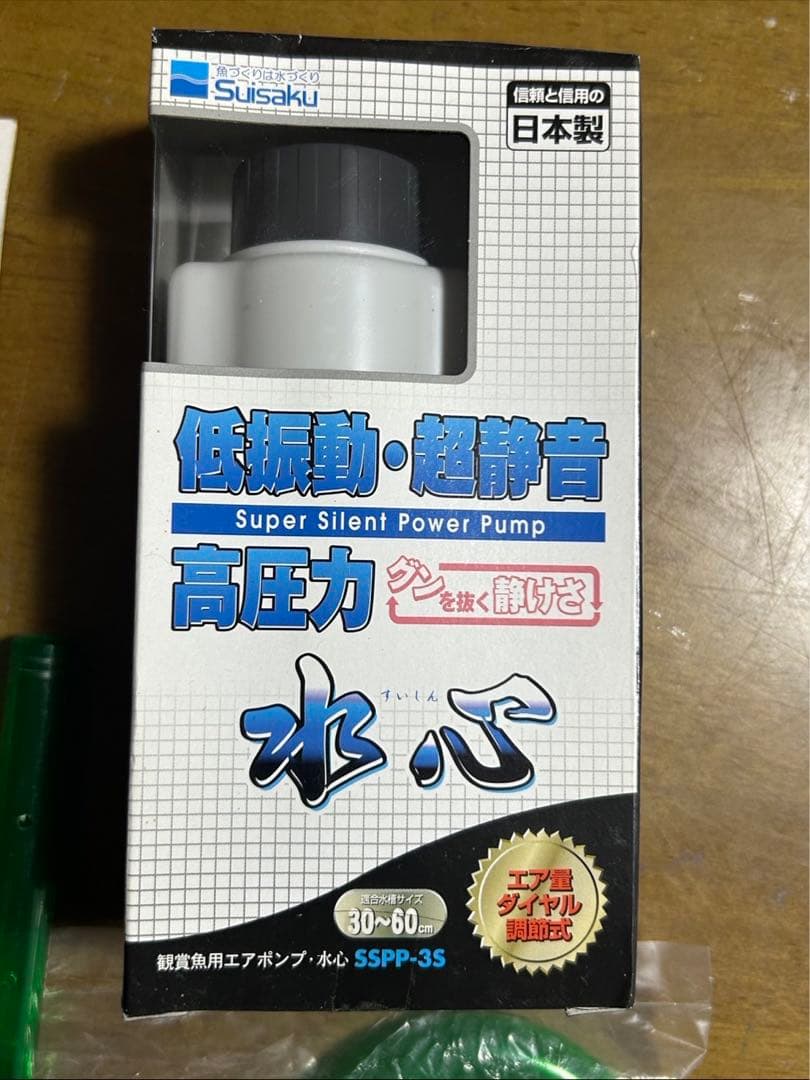 魚づくりは水づくり
Suisaku
信頼と信用の
日本製
低振動・超静音
Super Silent Power Pump
高圧力
グンを抜く静けさ
すいしん
水心
エア量
ダイヤル
調節式
適合水槽サイズ
30〜60cm
観賞魚用エアポンプ・水心 SSPP-3S